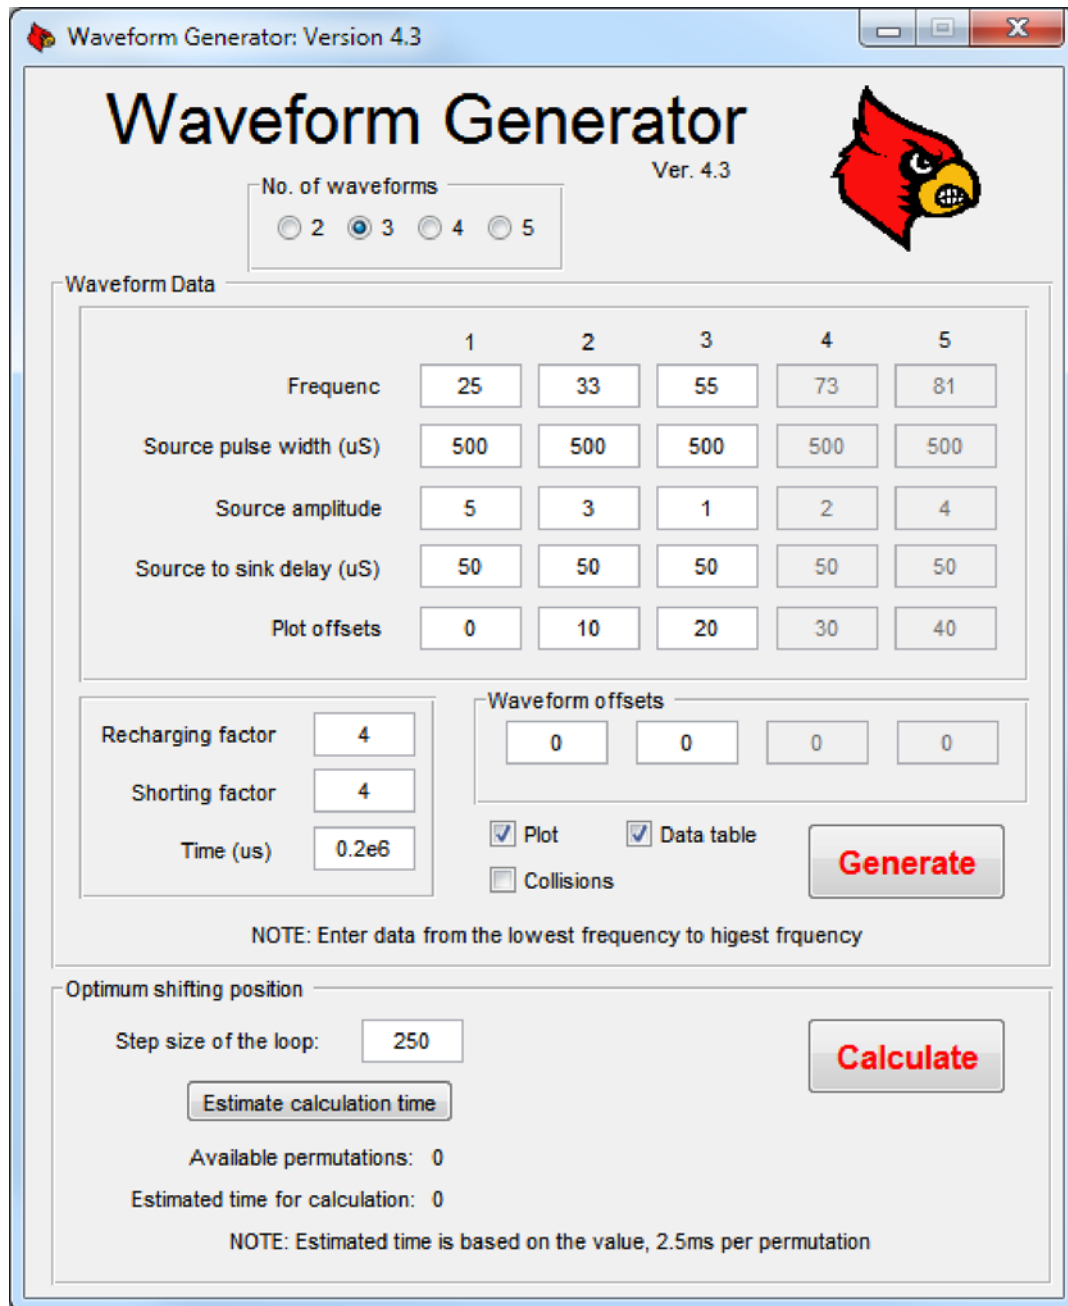 Waveform Generator: Version 4.3
Waveform Generator
Ver. 4.3
No. of waveforms
2 3 4 5
Waveform Data
1 2 3 4 5
Frequenc 25 33 55 73 81
Source pulse width (uS) 500 500 500 500 500
Source amplitude 5 3 1 2 4
Source to sink delay (uS) 50 50 50 50 50
Plot offsets 0 10 20 30 40
Recharging factor 4
Shorting factor 4
Time (us) 0.2e6
Waveform offsets
0 0 0 0
Plot Data table
Collisions
Generate
NOTE: Enter data from the lowest frequency to higest frquency
Optimum shifting position
Step size of the loop: 250
Calculate
Estimate calculation time
Available permutations: 0
Estimated time for calculation: 0
NOTE: Estimated time is based on the value, 2.5ms per permutation